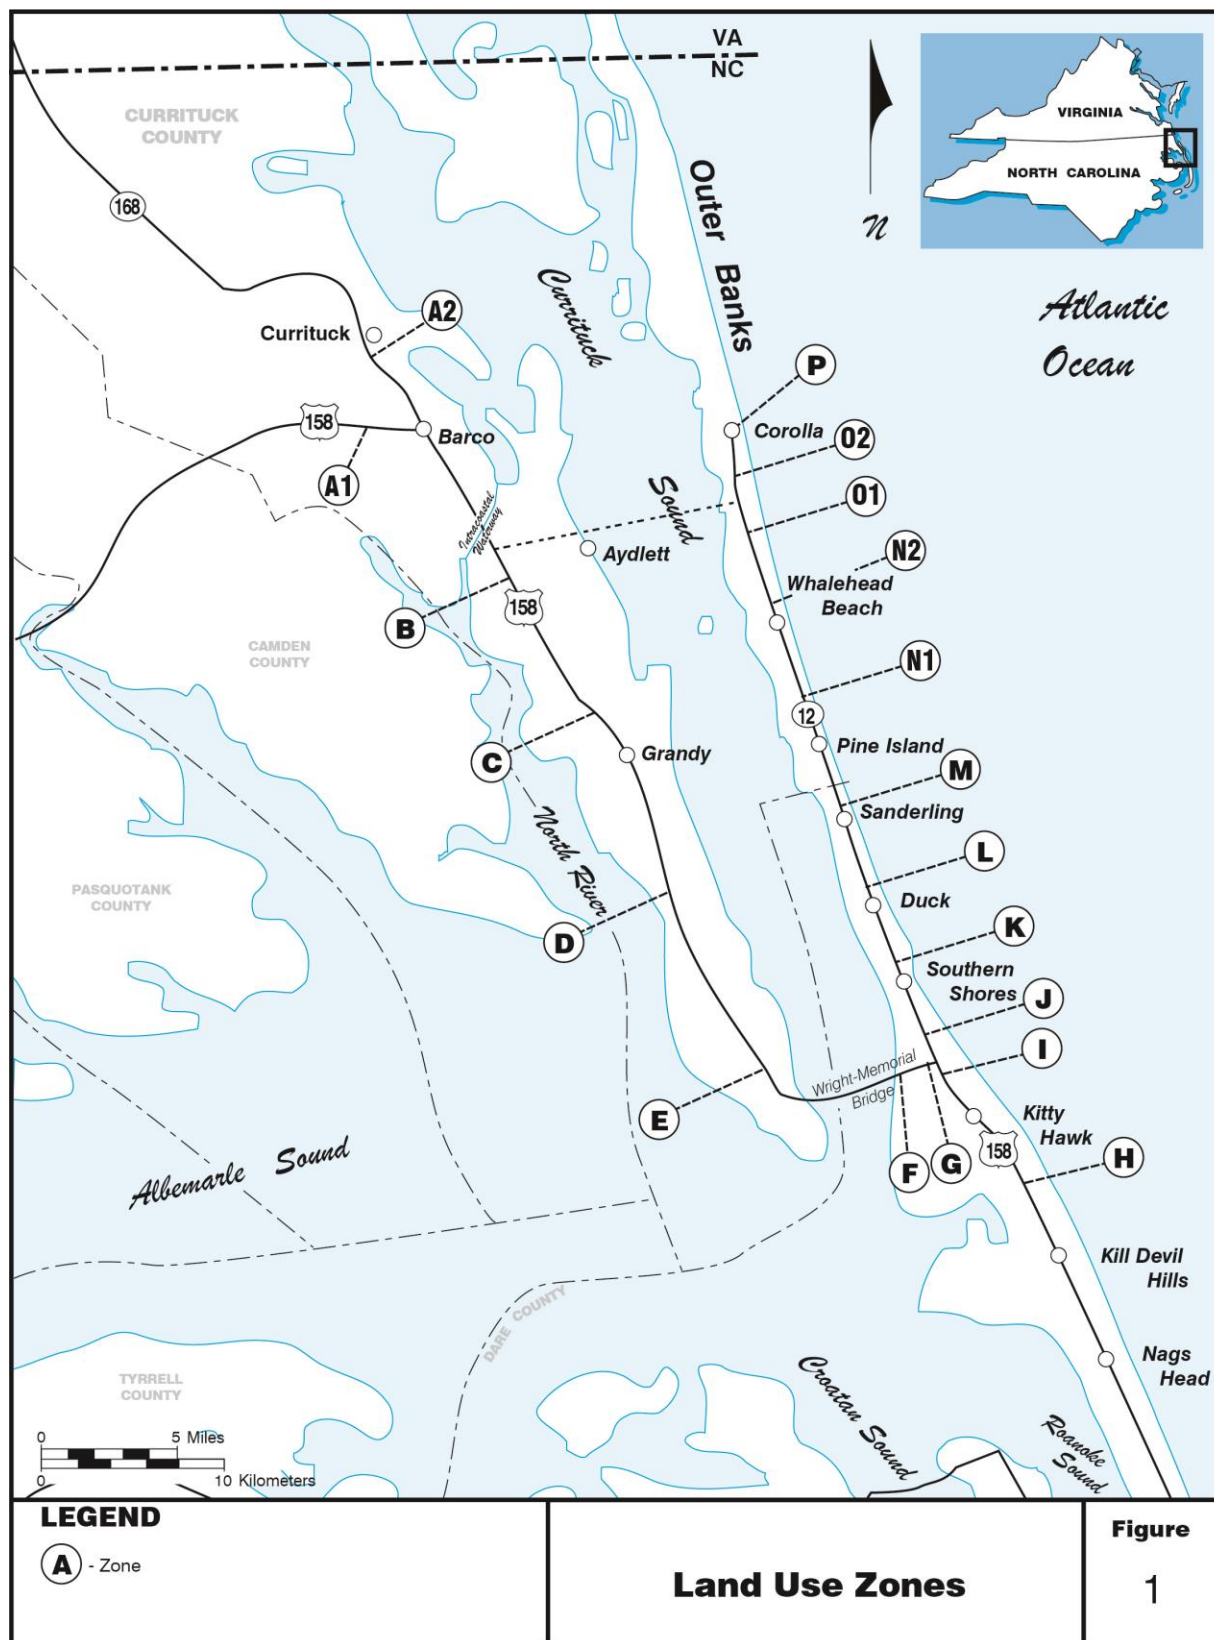 VA
NC
CURRITUCK
COUNTY
VIRGINIA
NORTH CAROLINA
168
Outer Banks
N
Currituck
Sound
Atlantic
Ocean
A2
Currituck
P
158
Barco
Corolla
O2
A1
O1
Intracoastal
Waterway
Aydlett
N2
Whalehead
Beach
158
B
CAMDEN
COUNTY
N1
12
C
Grandy
Pine Island
M
Sanderling
North River
L
PASQUOTANK
COUNTY
Duck
K
D
Southern
Shores
J
I
Wright-Memorial
Bridge
E
Kitty
Hawk
158
H
F
G
Albemarle Sound
Kill Devil
Hills
DARE COUNTY
Nags
Head
TYRRELL
COUNTY
Croatan Sound
Roanoke
Sound
0 5 Miles
0 10 Kilometers
LEGEND
A - Zone
Land Use Zones
Figure
1